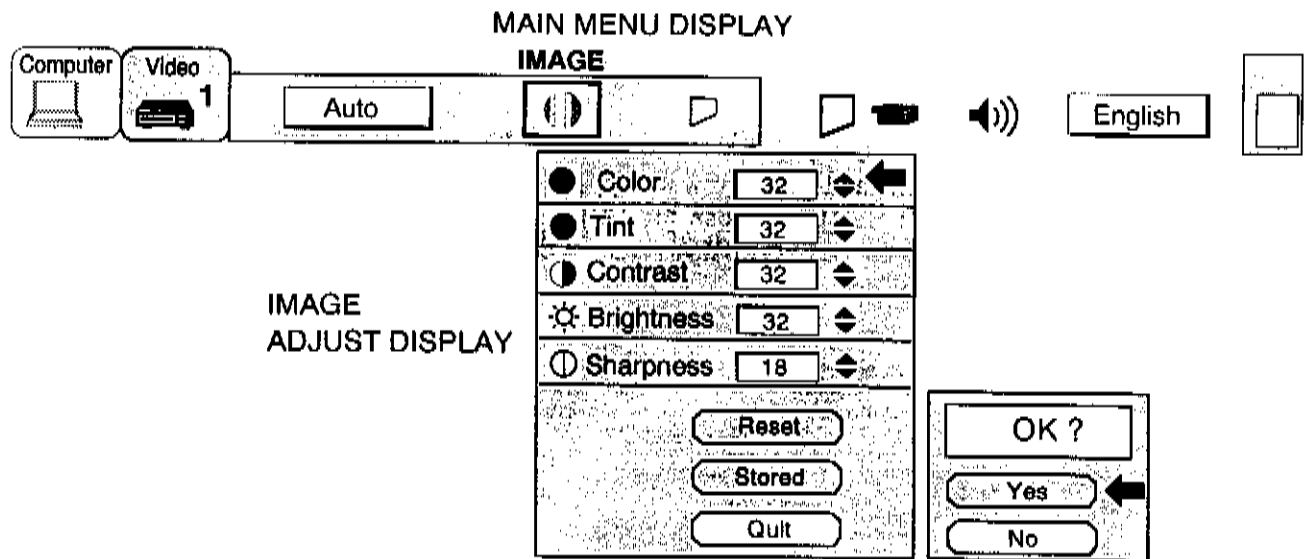 MAIN MENU DISPLAY
IMAGE
Computer
Video
1
Auto
English
Color 32
Tint 32
Contrast 32
IMAGE
ADJUST DISPLAY
Brightness 32
Sharpness 18
Reset
Stored
Quit
OK ?
Yes
No